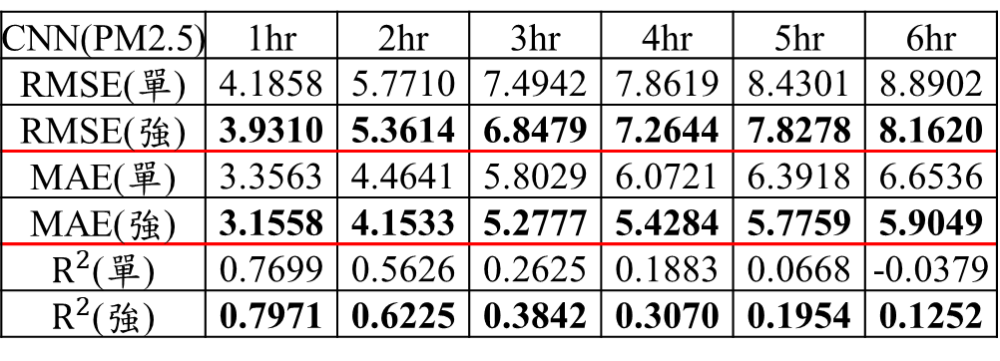 CNN(PM2.5) 1hr 2hr 3hr 4hr 5hr 6hr
RMSE(單) 4.1858 5.7710 7.4942 7.8619 8.4301 8.8902
RMSE(強) 3.9310 5.3614 6.8479 7.2644 7.8278 8.1620
MAE(單) 3.3563 4.4641 5.8029 6.0721 6.3918 6.6536
MAE(強) 3.1558 4.1533 5.2777 5.4284 5.7759 5.9049
R²(單) 0.7699 0.5626 0.2625 0.1883 0.0668 -0.0379
R²(強) 0.7971 0.6225 0.3842 0.3070 0.1954 0.1252